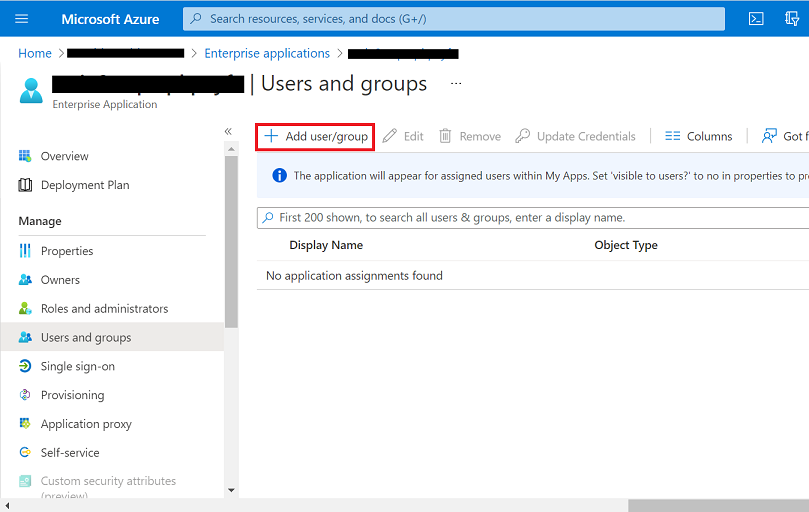 Microsoft Azure
Search resources, services, and docs (G+/)
Home > > Enterprise applications >
| Users and groups ...
Enterprise Application
Add user/group Edit Remove Update Credentials Columns Got f
Overview
Deployment Plan
Manage
Properties
Owners
Roles and administrators
Users and groups
Single sign-on
Provisioning
Application proxy
Self-service
Custom security attributes
(preview)
The application will appear for assigned users within My Apps. Set 'visible to users?' to no in properties to pr
First 200 shown, to search all users & groups, enter a display name.
Display Name Object Type
No application assignments found